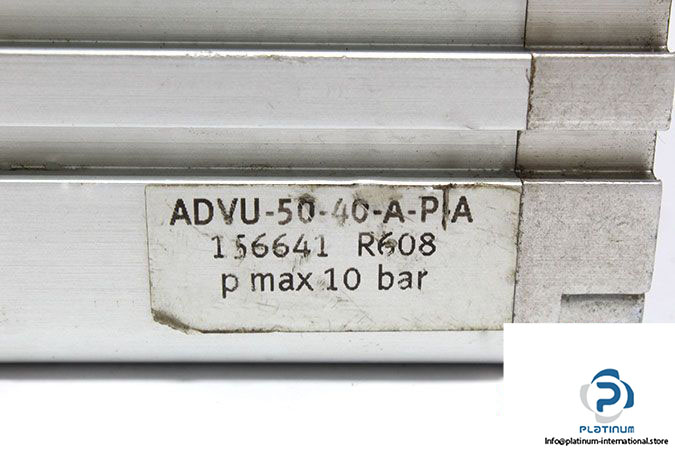 ADVU-50-40-A-P-A
156641 R608
p max 10 bar
PLATINUM
Info@platinum-international.store